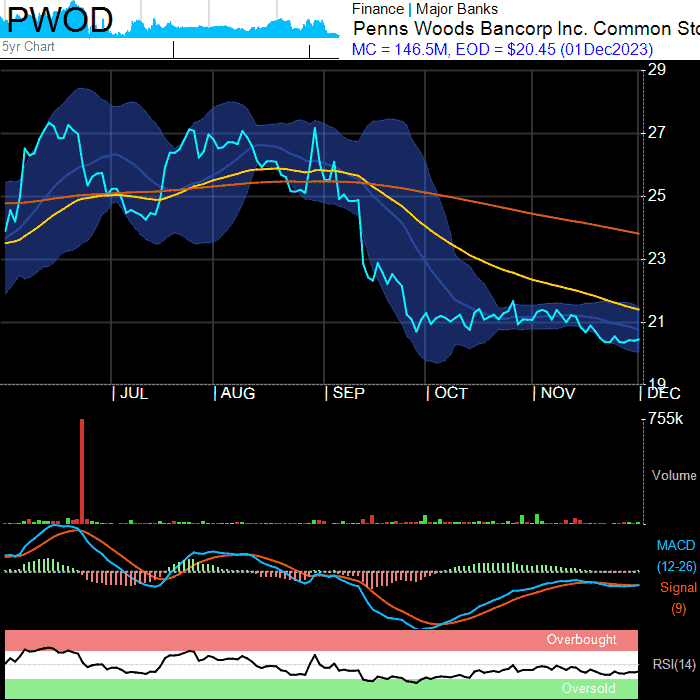 PWOD
5yr Chart
Finance | Major Banks
Penns Woods Bancorp Inc. Common Sto
MC = 146.5M, EOD = $20.45 (01Dec2023)
29
27
25
23
21
19
JUL AUG SEP OCT NOV DEC
755k
Volume
MACD
(12-26)
Signal
(9)
Overbought
RSI(14)
Oversold